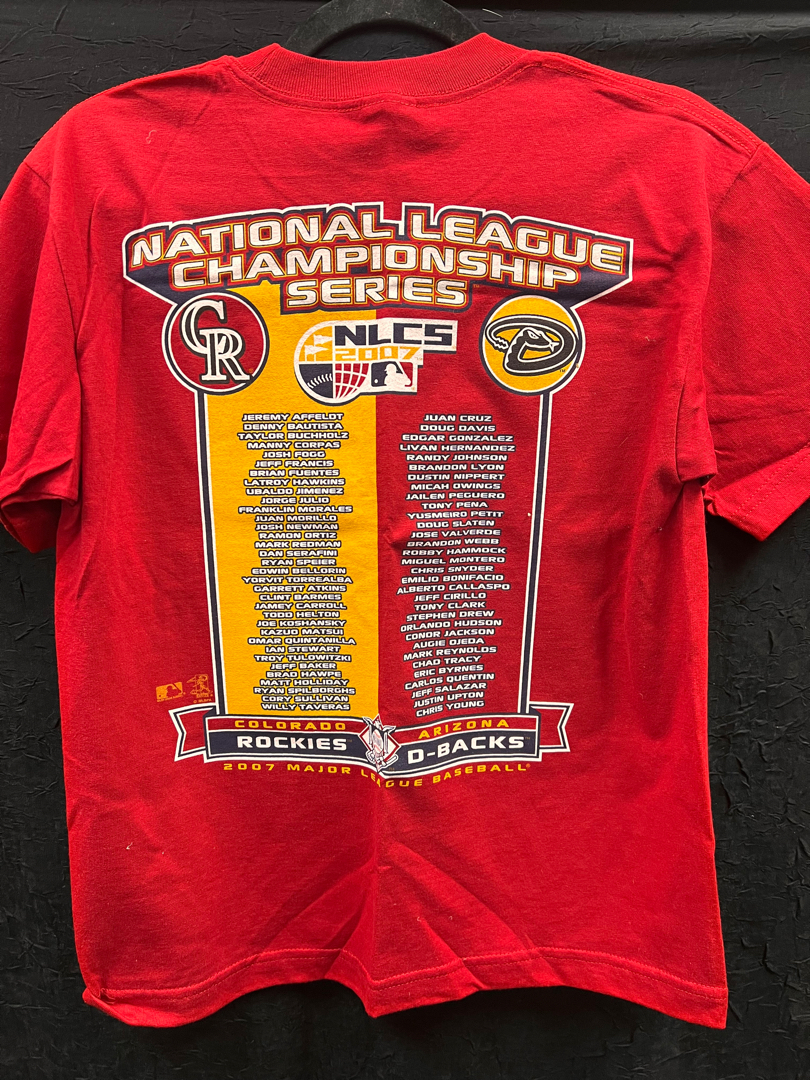 NATIONAL LEAGUE
CHAMPIONSHIP
SERIES
CR
NLCS
2007
D
JEREMY AFFELDT
DENNY BAUTISTA
TAYLOR BUCHHOLZ
MANNY CORPAS
JOSH FOGG
JEFF FRANCIS
BRIAN FUENTES
LATROY HAWKINS
UBALDO JIMENEZ
JORGE JULIO
FRANKLIN MORALES
JUAN MORILLO
JOSH NEWMAN
RAMON ORTIZ
MARK REDMAN
DAN SERAFINI
RYAN SPEIER
EDWIN BELLORIN
YORVIT TORREALBA
GARRETT ATKINS
CLINT BARMES
JAMEY CARROLL
TODD HELTON
JOE KOSHANSKY
KAZUO MATSUI
OMAR QUINTANILLA
IAN STEWART
TROY TULOWITZKI
JEFF BAKER
BRAD HAWPE
MATT HOLLIDAY
RYAN SPILBORGHS
CORY SULLIVAN
WILLY TAVERAS
JUAN CRUZ
DOUG DAVIS
EDGAR GONZALEZ
LIVAN HERNANDEZ
RANDY JOHNSON
BRANDON LYON
DUSTIN NIPPERT
MICAH OWINGS
JAILEN PEGUERO
TONY PENA
YUSMEIRO PETIT
DOUG SLATEN
JOSE VALVERDE
BRANDON WEBB
ROBBY HAMMOCK
MIGUEL MONTERO
CHRIS SNYDER
EMILIO BONIFACIO
ALBERTO CALLASPO
JEFF CIRILLO
TONY CLARK
STEPHEN DREW
ORLANDO HUDSON
CONOR JACKSON
AUGIE OJEDA
MARK REYNOLDS
CHAD TRACY
ERIC BYRNES
CARLOS QUENTIN
JEFF SALAZAR
JUSTIN UPTON
CHRIS YOUNG
COLORADO
ROCKIES
ARIZONA
D-BACKS
2007 MAJOR LEAGUE BASEBALL